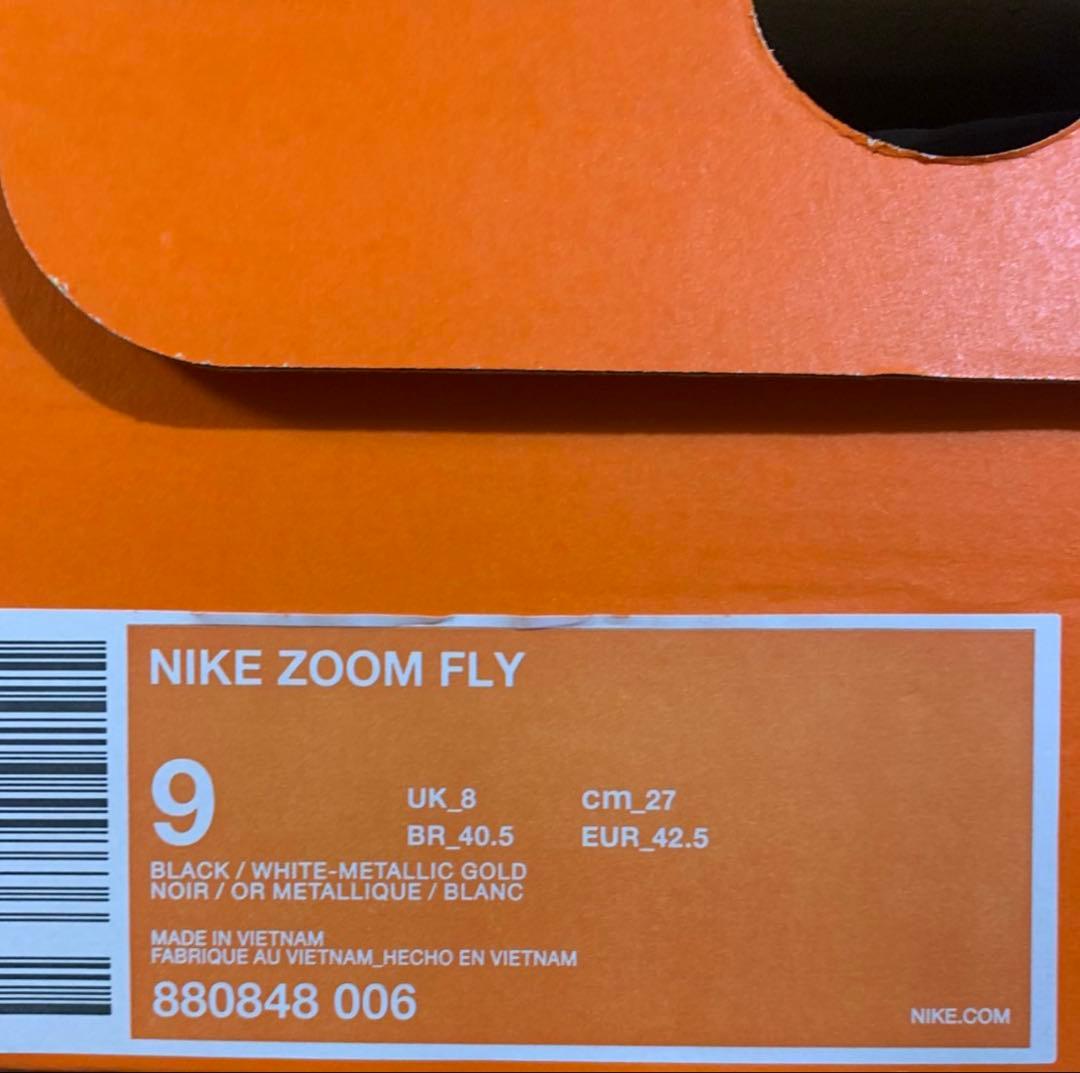 NIKE ZOOM FLY
9
UK_8 cm_27
BR_40.5 EUR_42.5
BLACK / WHITE-METALLIC GOLD
NOIR / OR METALLIQUE / BLANC
MADE IN VIETNAM
FABRIQUE AU VIETNAM_HECHO EN VIETNAM
880848 006
NIKE.COM